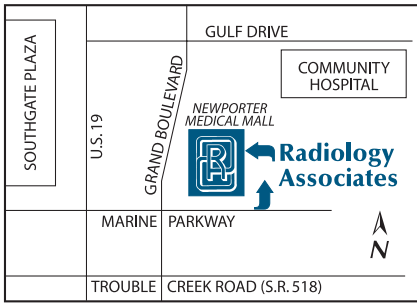 GULF DRIVE
SOUTHGATE PLAZA
U.S. 19
GRAND BOULEVARD
COMMUNITY
HOSPITAL
NEWPORTER
MEDICAL MALL
RA
Radiology
Associates
MARINE PARKWAY
N
TROUBLE CREEK ROAD (S.R. 518)